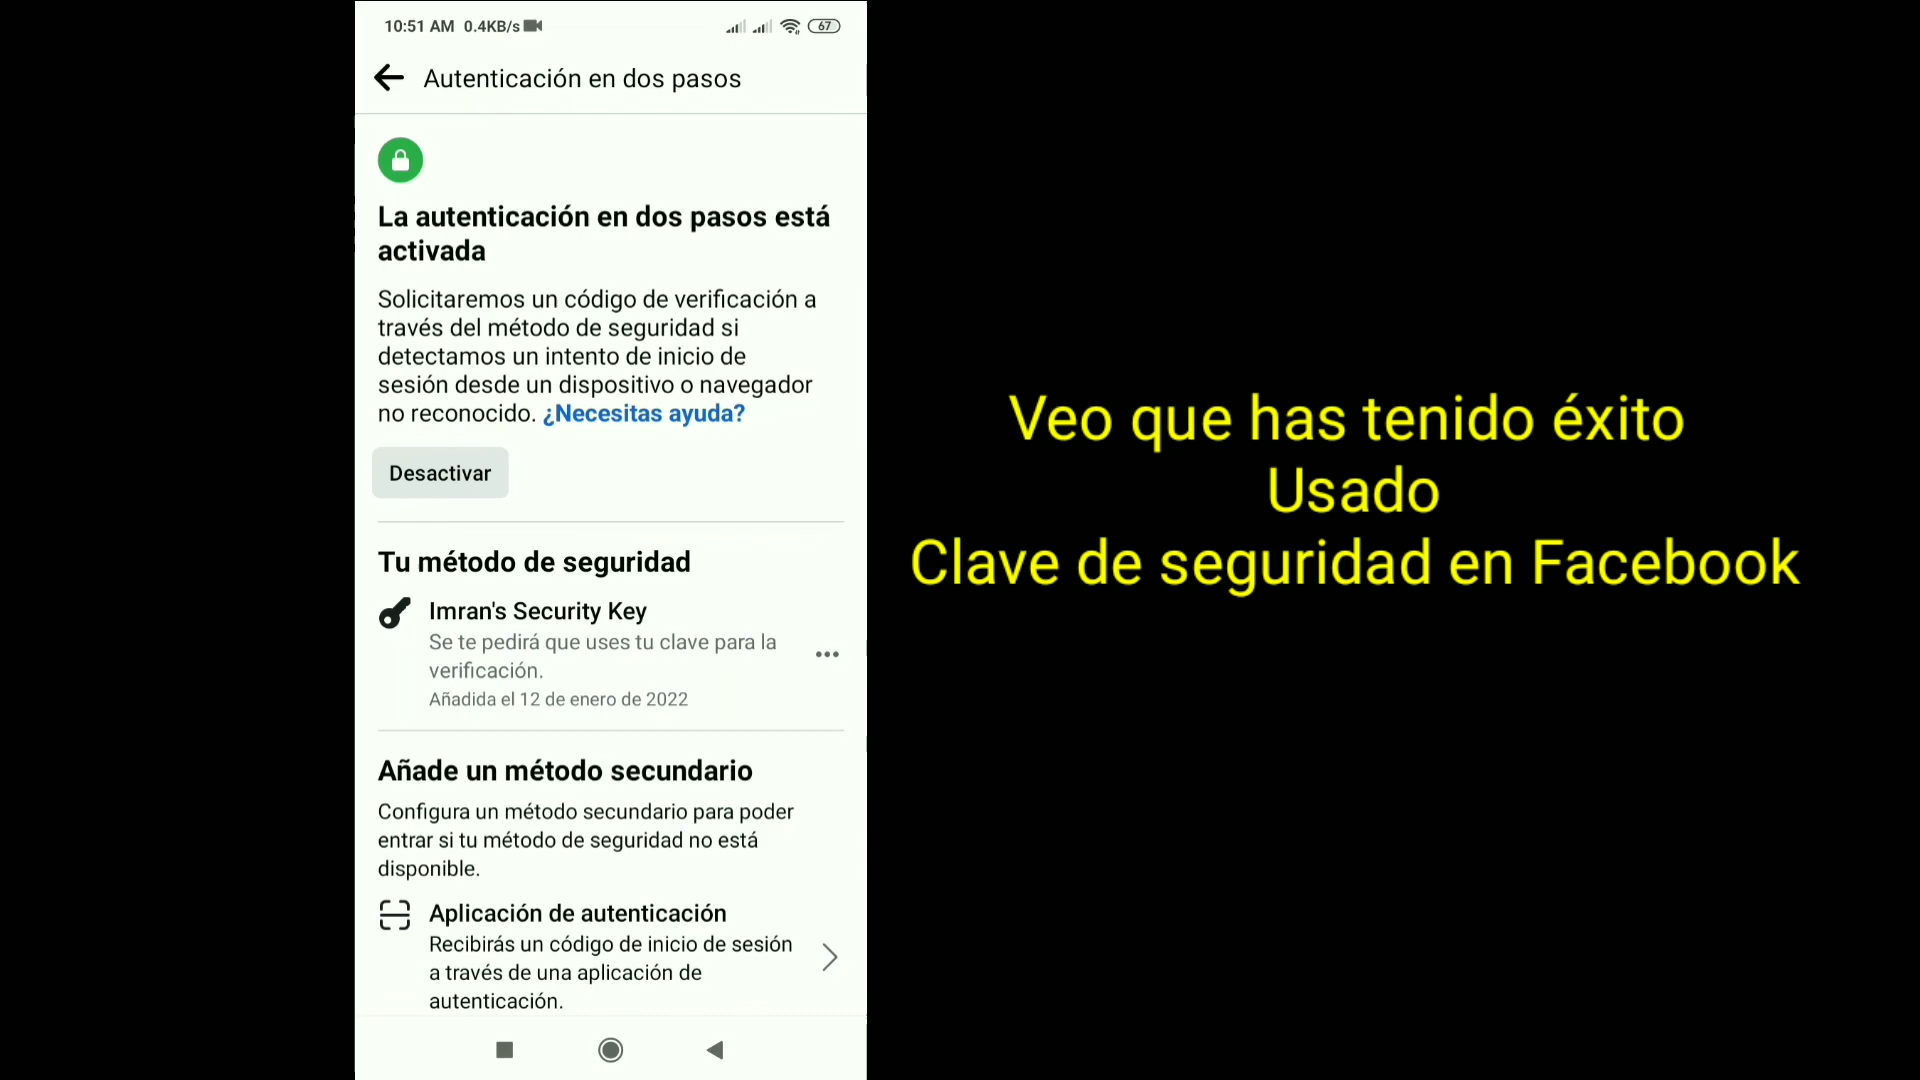 10:51 AM 0.4KB/s
67
Autenticación en dos pasos
La autenticación en dos pasos está
activada
Solicitaremos un código de verificación a
través del método de seguridad si
detectamos un intento de inicio de
sesión desde un dispositivo o navegador
no reconocido. ¿Necesitas ayuda?
Desactivar
Tu método de seguridad
Imran's Security Key
Se te pedirá que uses tu clave para la
verificación.
Añadida el 12 de enero de 2022
Añade un método secundario
Configura un método secundario para poder
entrar si tu método de seguridad no está
disponible.
Aplicación de autenticación
Recibirás un código de inicio de sesión
a través de una aplicación de
autenticación.
Veo que has tenido éxito
Usado
Clave de seguridad en Facebook